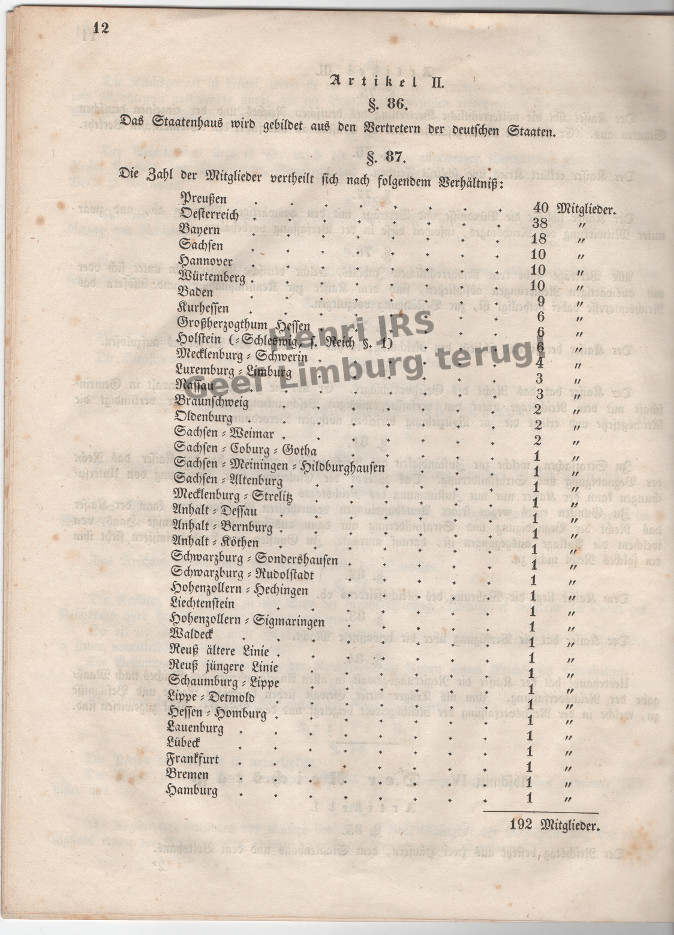 12
Artikel II.
§. 86.
Das Staatenhaus wird gebildet aus den Vertretern der deutschen Staaten.
§. 87.
Die Zahl der Mitglieder vertheilt sich nach folgendem Verhältniß:
Preußen . . . . . . . . 40 Mitglieder.
Oesterreich . . . . . . . . 38 „
Bayern . . . . . . . . 18 „
Sachsen . . . . . . . . 10 „
Hannover . . . . . . . . 10 „
Würtemberg . . . . . . . . 10 „
Baden . . . . . . . . 9 „
Kurhessen . . . . . . . . 6 „
Großherzogthum Hessen . . . . . . 6 „
Holstein (-Schleswig, s. Reich §. 1) . . . 6 „
Mecklenburg-Schwerin . . . . . . 4 „
Luxemburg-Limburg . . . . . . 3 „
Nassau . . . . . . . . 3 „
Braunschweig . . . . . . . 2 „
Oldenburg . . . . . . . . 2 „
Sachsen-Weimar . . . . . . . 2 „
Sachsen-Coburg-Gotha . . . . . 1 „
Sachsen-Meiningen-Hildburghausen . . . 1 „
Sachsen-Altenburg . . . . . . 1 „
Mecklenburg-Strelitz . . . . . . 1 „
Anhalt-Dessau . . . . . . . 1 „
Anhalt-Bernburg . . . . . . . 1 „
Anhalt-Köthen . . . . . . . 1 „
Schwarzburg-Sondershausen . . . . . 1 „
Schwarzburg-Rudolstadt . . . . . 1 „
Hohenzollern-Hechingen . . . . . 1 „
Liechtenstein . . . . . . . 1 „
Hohenzollern-Sigmaringen . . . . . 1 „
Waldeck . . . . . . . . 1 „
Reuß ältere Linie . . . . . . . 1 „
Reuß jüngere Linie . . . . . . 1 „
Schaumburg-Lippe . . . . . . 1 „
Lippe-Detmold . . . . . . . 1 „
Hessen-Homburg . . . . . . . 1 „
Lauenburg . . . . . . . . 1 „
Lübeck . . . . . . . . 1 „
Frankfurt . . . . . . . . 1 „
Bremen . . . . . . . . 1 „
Hamburg . . . . . . . . 1 „
192 Mitglieder.
Henri IRS
Geef Limburg terug!